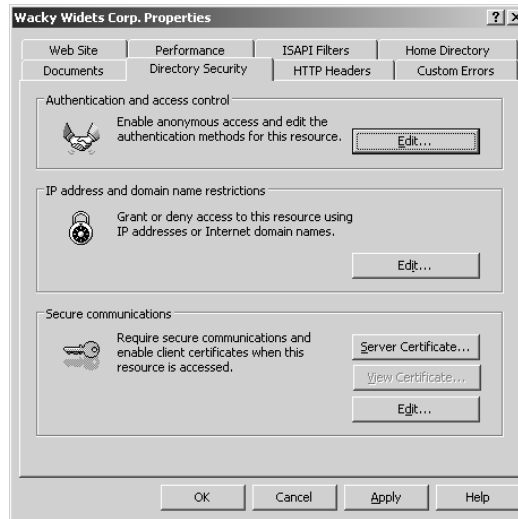 Wacky Widets Corp. Properties
Web Site Performance ISAPI Filters Home Directory
Documents Directory Security HTTP Headers Custom Errors
Authentication and access control
Enable anonymous access and edit the
authentication methods for this resource.
Edit...
IP address and domain name restrictions
Grant or deny access to this resource using
IP addresses or Internet domain names.
Edit...
Secure communications
Require secure communications and
enable client certificates when this
resource is accessed.
Server Certificate...
View Certificate...
Edit...
OK Cancel Apply Help